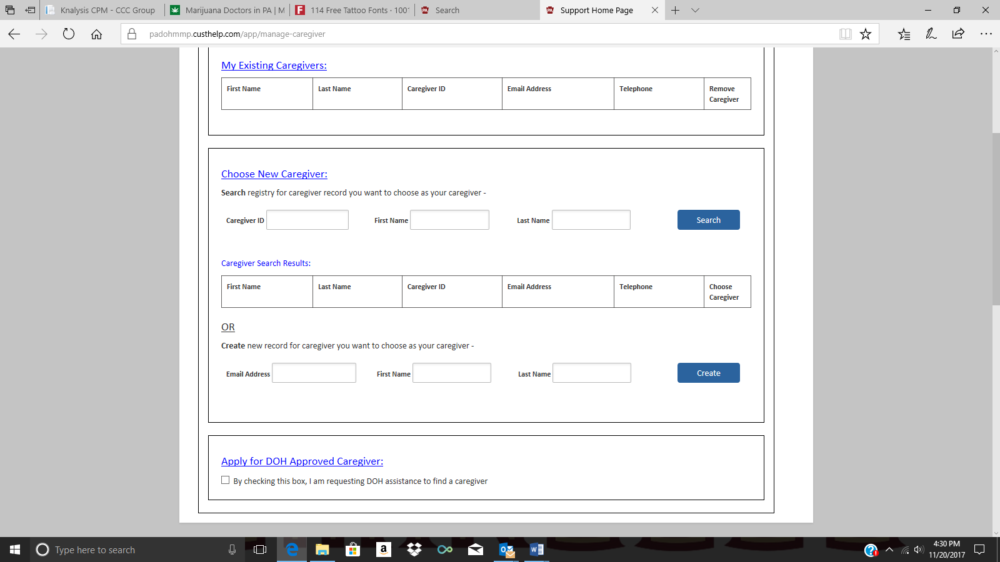 Knalysis CPM - CCC Group
Marijuana Doctors in PA | M
114 Free Tattoo Fonts · 1001
Search
Support Home Page
padohmmp.custhelp.com/app/manage-caregiver
My Existing Caregivers:
First Name Last Name Caregiver ID Email Address Telephone Remove Caregiver
Choose New Caregiver:
Search registry for caregiver record you want to choose as your caregiver -
Caregiver ID First Name Last Name Search
Caregiver Search Results:
First Name Last Name Caregiver ID Email Address Telephone Choose Caregiver
OR
Create new record for caregiver you want to choose as your caregiver -
Email Address First Name Last Name Create
Apply for DOH Approved Caregiver:
By checking this box, I am requesting DOH assistance to find a caregiver
Type here to search
4:30 PM
11/20/2017